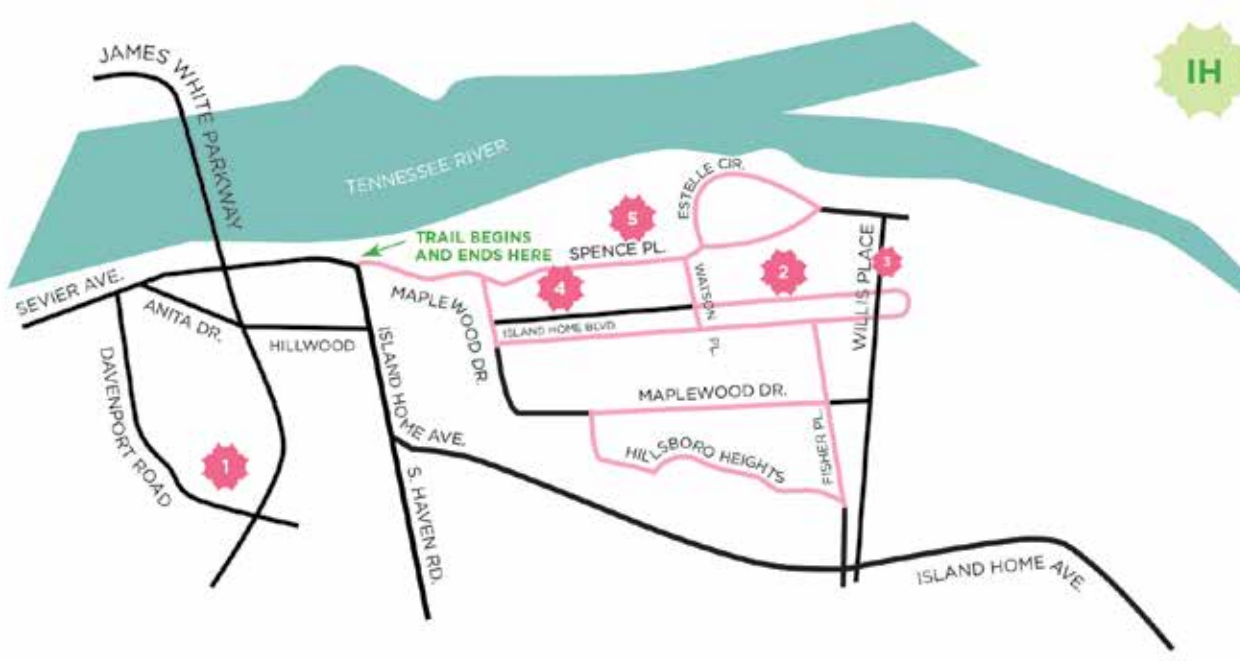 JAMES WHITE PARKWAY
IH
TENNESSEE RIVER
ESTELLE CIR.
5
TRAIL BEGINS
AND ENDS HERE
SPENCE PL.
WILLIS PLACE
3
2
4
SEVIER AVE.
MAPLEWOOD DR.
WATSON
PL.
ANITA DR.
ISLAND HOME BLVD.
HILLWOOD
ISLAND HOME AVE.
DAVENPORT ROAD
MAPLEWOOD DR.
FISHER PL.
HILLSBORO HEIGHTS
1
S. HAVEN RD.
ISLAND HOME AVE.